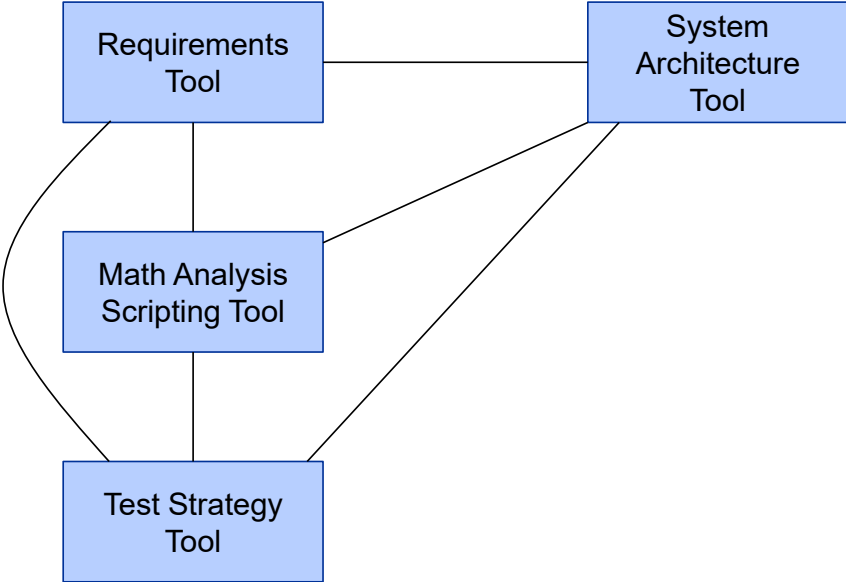 Requirements
Tool
System
Architecture
Tool
Math Analysis
Scripting Tool
Test Strategy
Tool